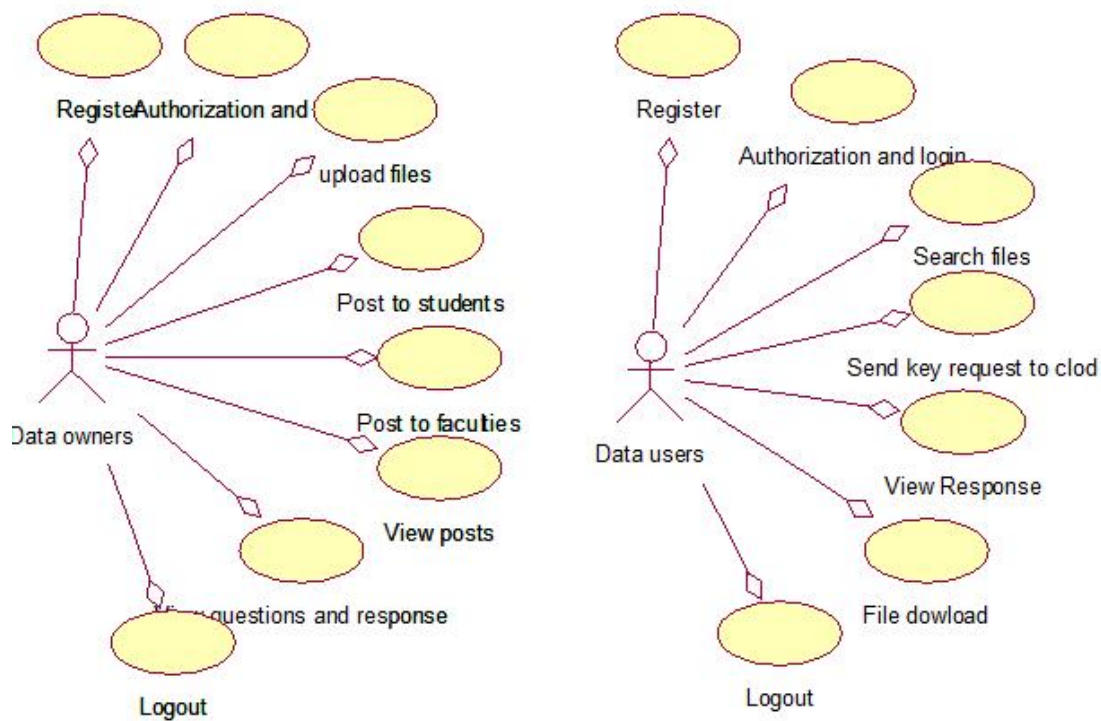 Register
Authorization and
upload files
Post to students
Post to faculties
View posts
questions and response
Logout
Data owners
Register
Authorization and login
Search files
Send key request to clod
View Response
File dowload
Logout
Data users